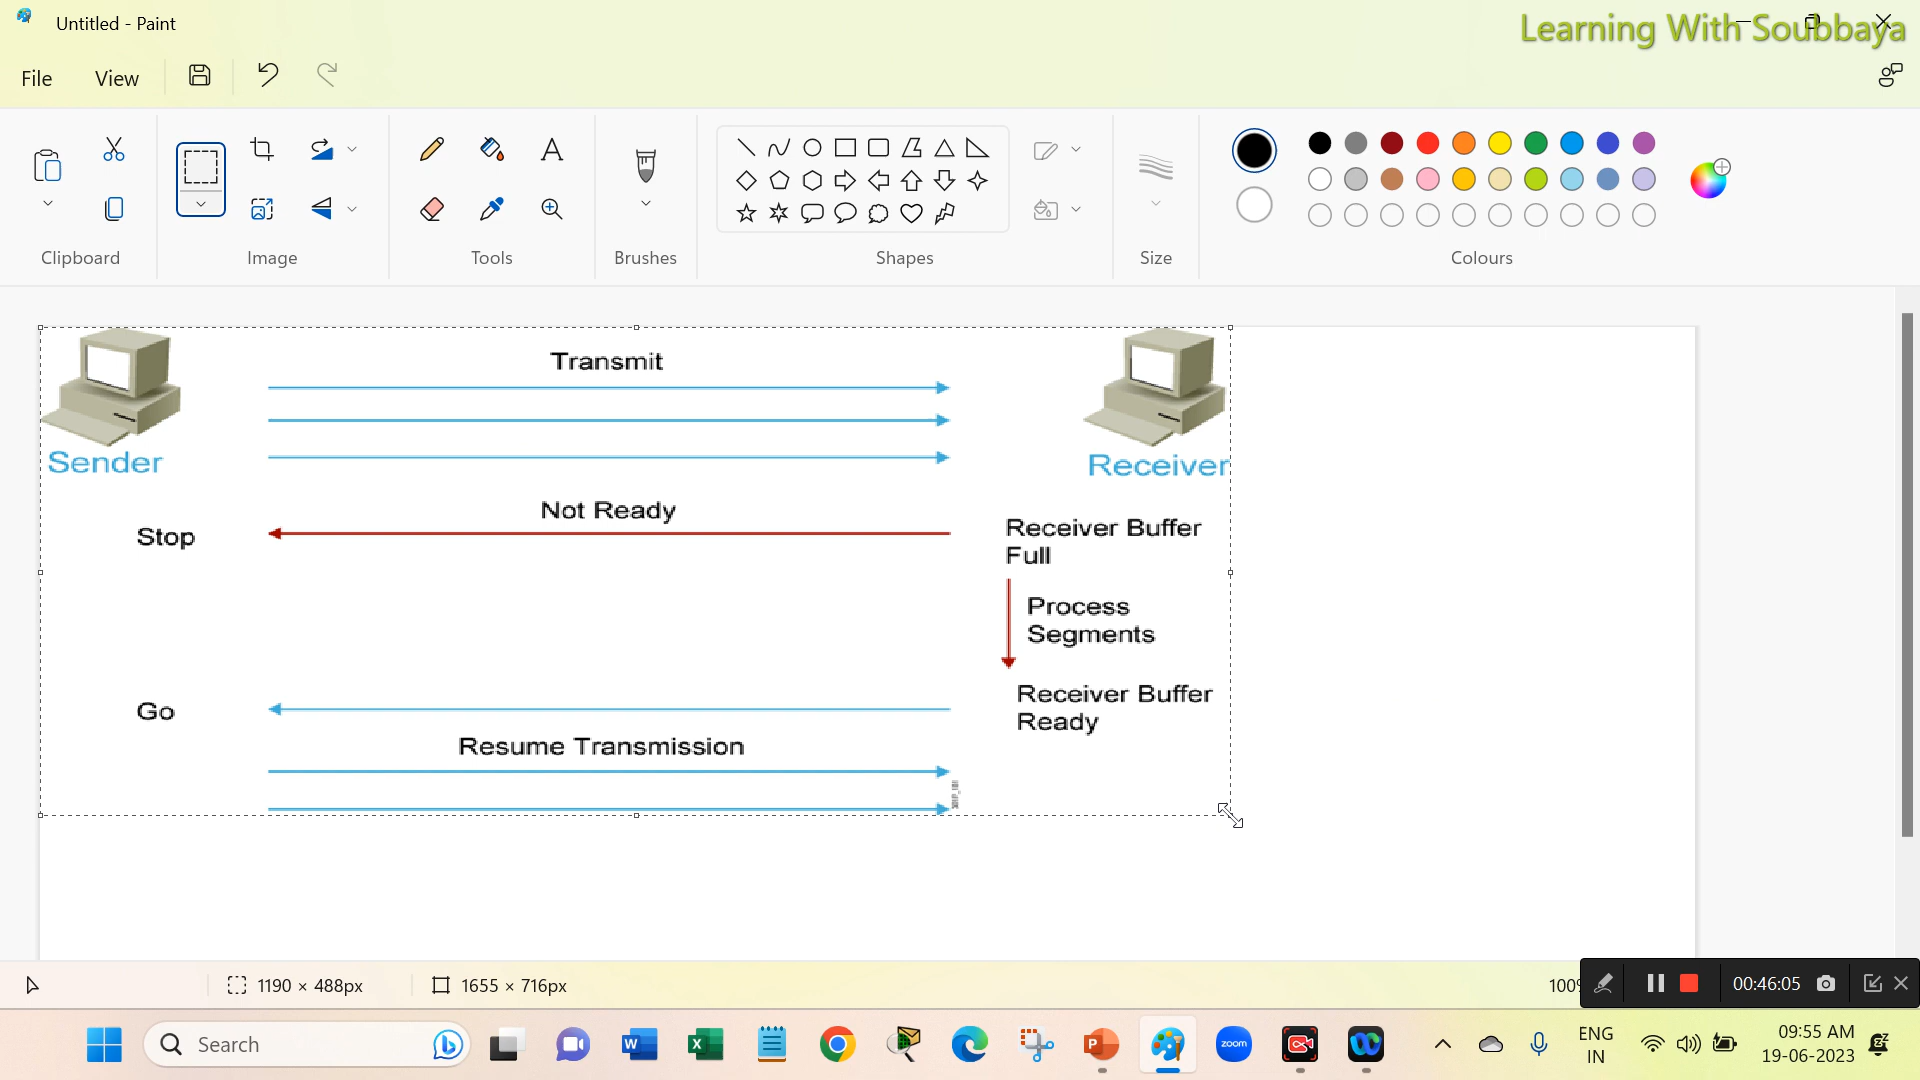 Untitled - Paint
Learning With Soubbaya
File
View
Clipboard
Image
Tools
Brushes
Shapes
Size
Colours
Transmit
Sender
Receiver
Not Ready
Stop
Receiver Buffer
Full
Process
Segments
Receiver Buffer
Ready
Go
Resume Transmission
1190 × 488px
1655 × 716px
100%
00:46:05
Search
zoom
ENG
IN
09:55 AM
19-06-2023